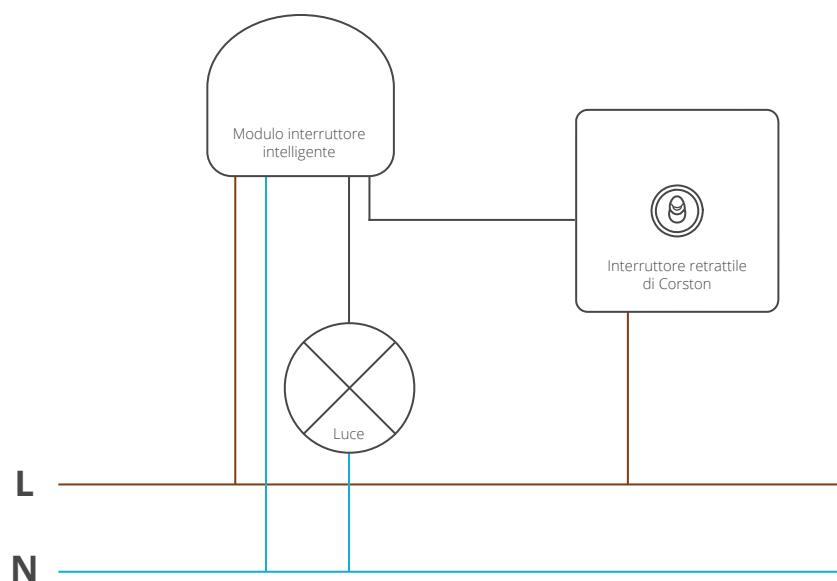 Modulo interruttore
intelligente
Interruttore retrattile
di Corston
Luce
L
N